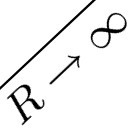 R → ∞